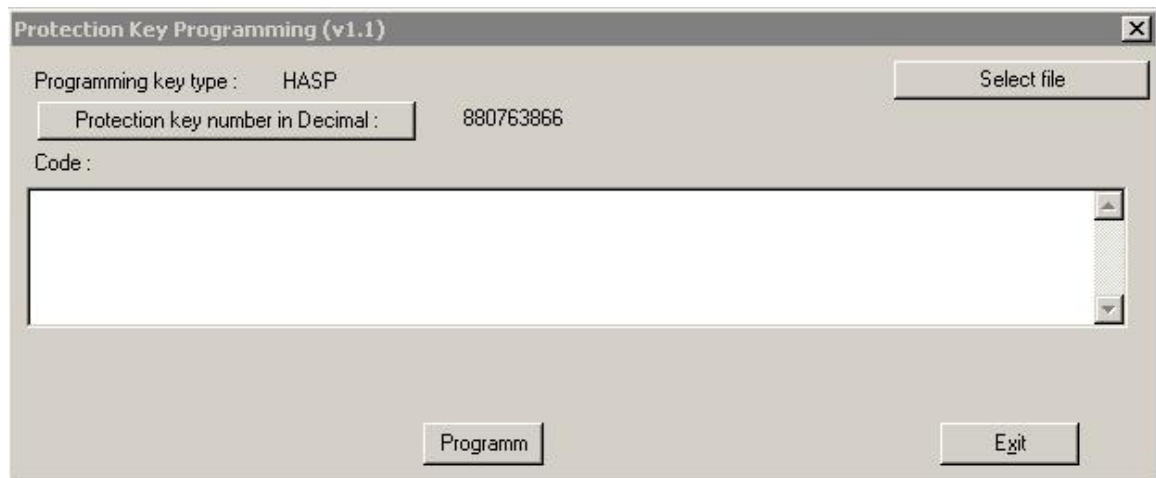 Protection Key Programming (v1.1)
Programming key type : HASP Select file
Protection key number in Decimal : 880763866
Code :
Programm Exit